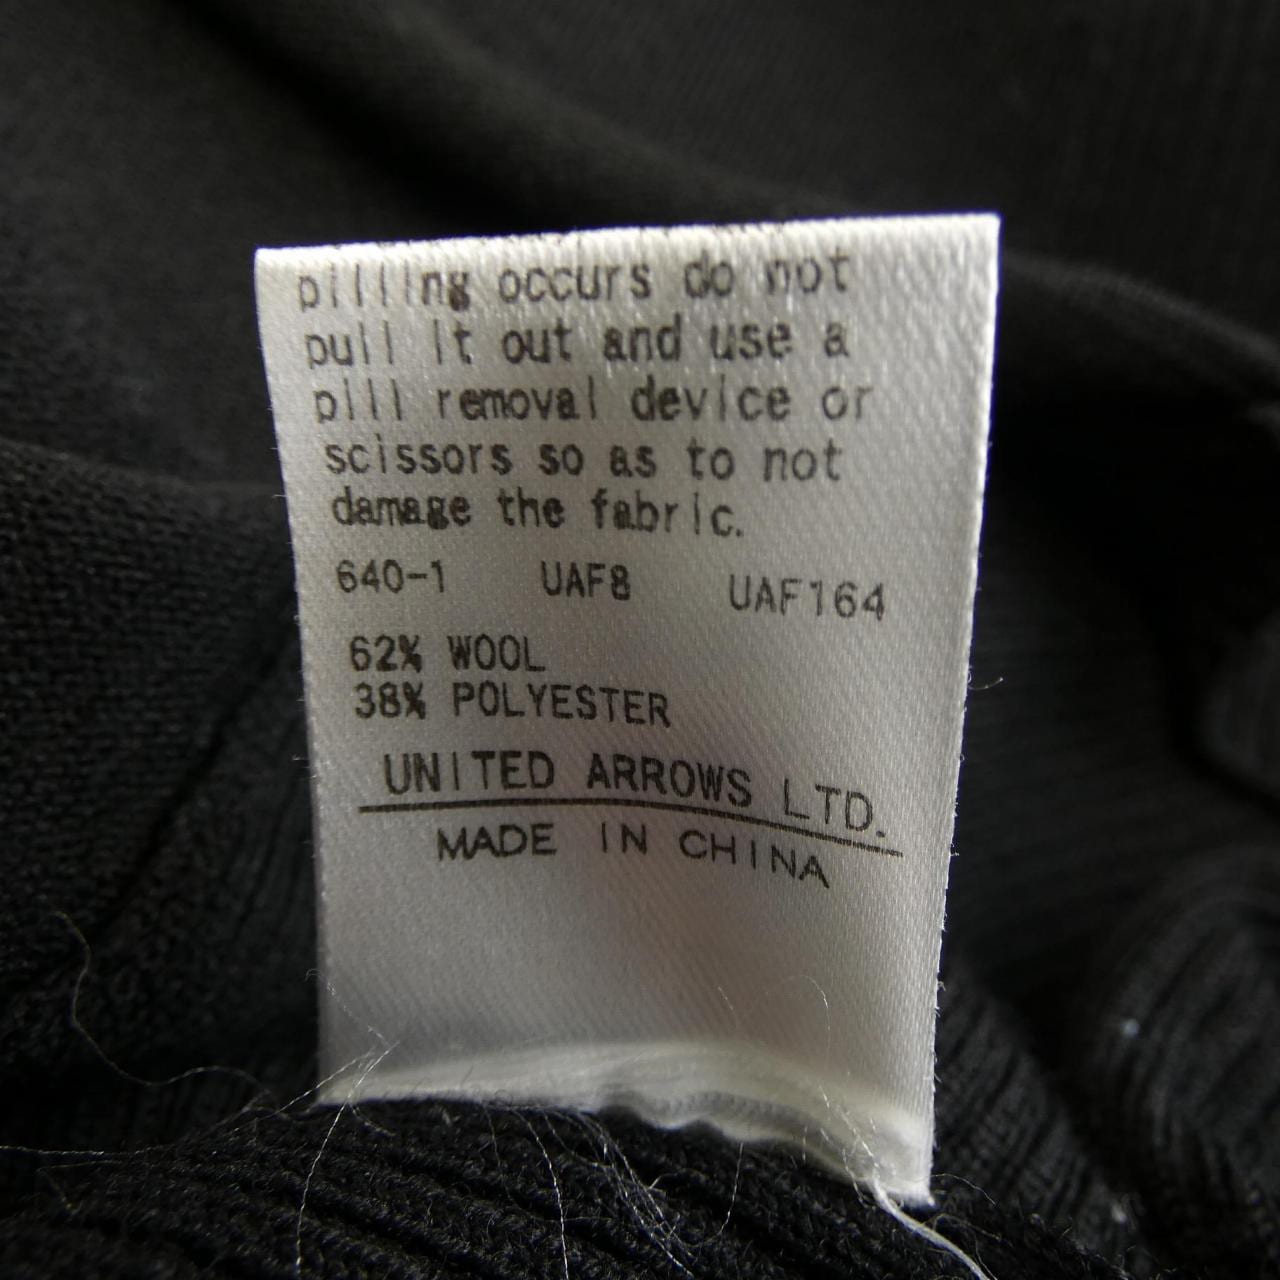 pilling occurs do not
pull it out and use a
pill removal device or
scissors so as to not
damage the fabric.
640-1 UAF8 UAF164
62% WOOL
38% POLYESTER
UNITED ARROWS LTD.
MADE IN CHINA